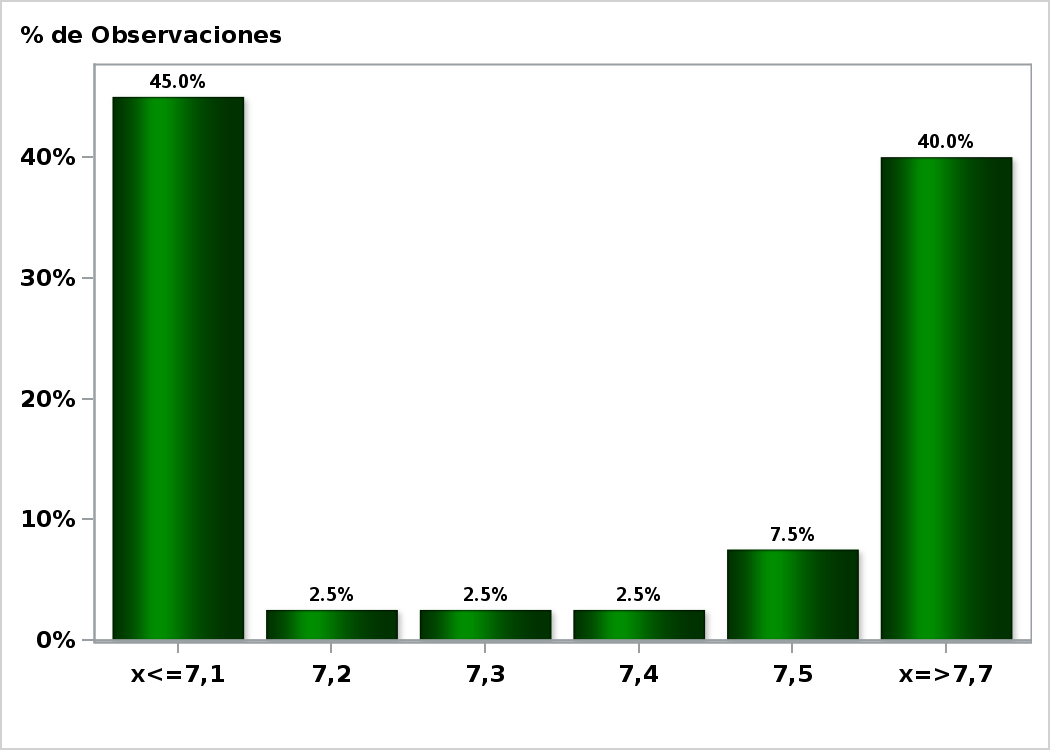 % de Observaciones
45.0%
40.0%
40%
30%
20%
10%
7.5%
2.5% 2.5% 2.5%
0%
x<=7,1 7,2 7,3 7,4 7,5 x=>7,7